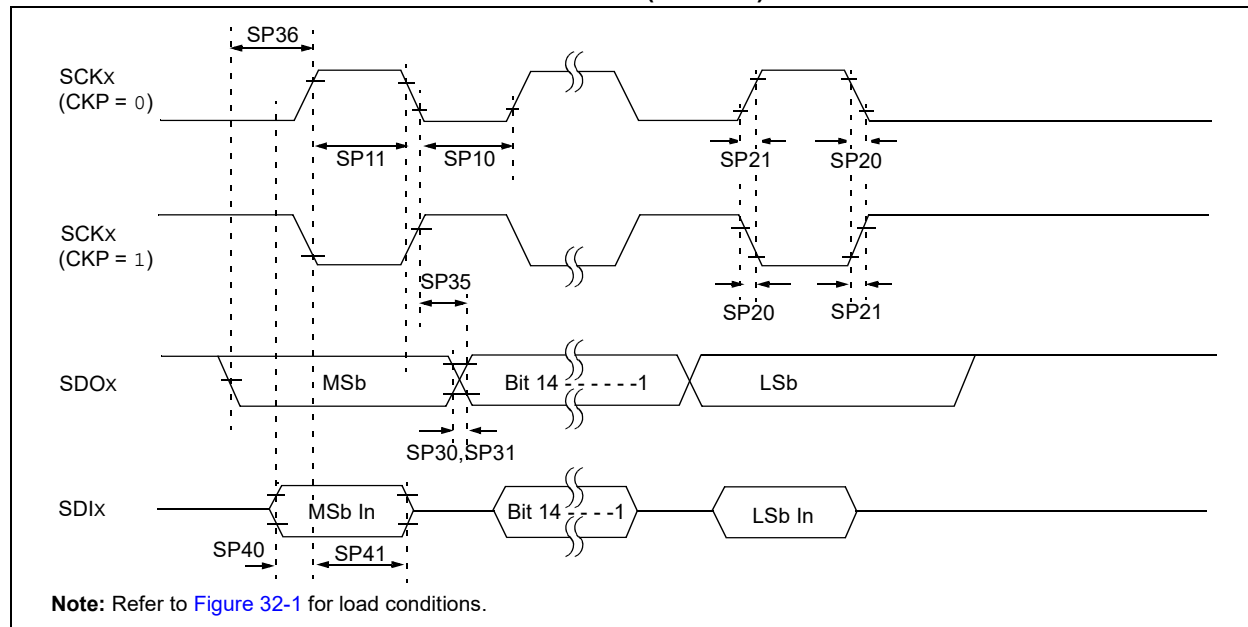 SP36
SCKx
(CKP = 0)
SP11
SP10
SP21
SP20
SCKx
(CKP = 1)
SP35
SP20
SP21
SDOx
MSb
Bit 14 - - - - - -1
LSb
SP30,SP31
SDIx
MSb In
Bit 14 - - - -1
LSb In
SP40
SP41
Note: Refer to Figure 32-1 for load conditions.